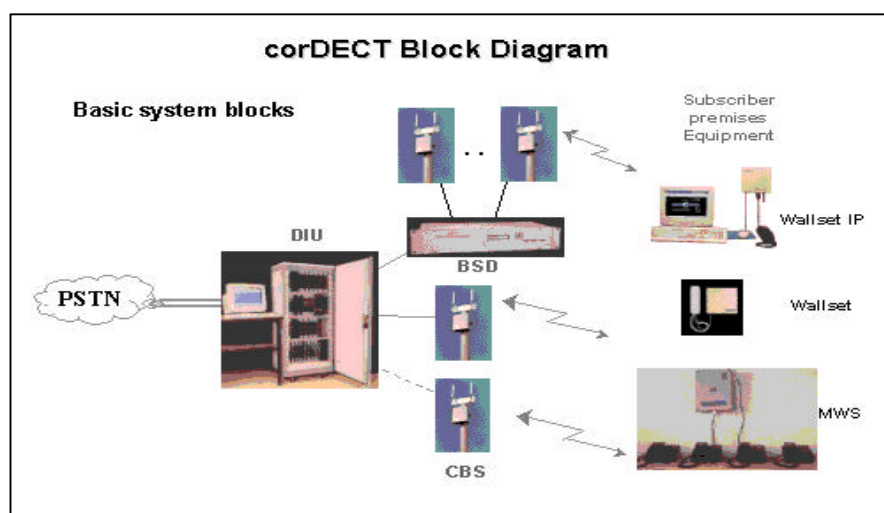 corDECT Block Diagram
Basic system blocks
Subscriber
premises
Equipment
. .
Wallset IP
DIU
BSD
PSTN
Wallset
MWS
CBS